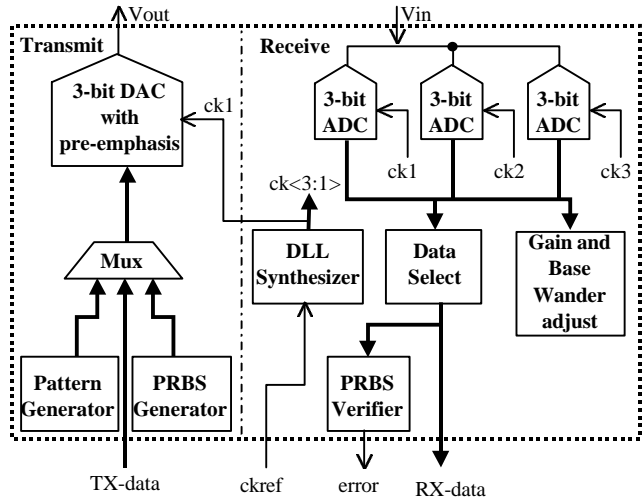 Vout
Vin
Transmit
Receive
3-bit DAC
with
pre-emphasis
ck1
3-bit
ADC
3-bit
ADC
3-bit
ADC
ck1
ck2
ck3
ck<3:1>
Mux
DLL
Synthesizer
Data
Select
Gain and
Base
Wander
adjust
Pattern
Generator
PRBS
Generator
PRBS
Verifier
TX-data
ckref
error
RX-data